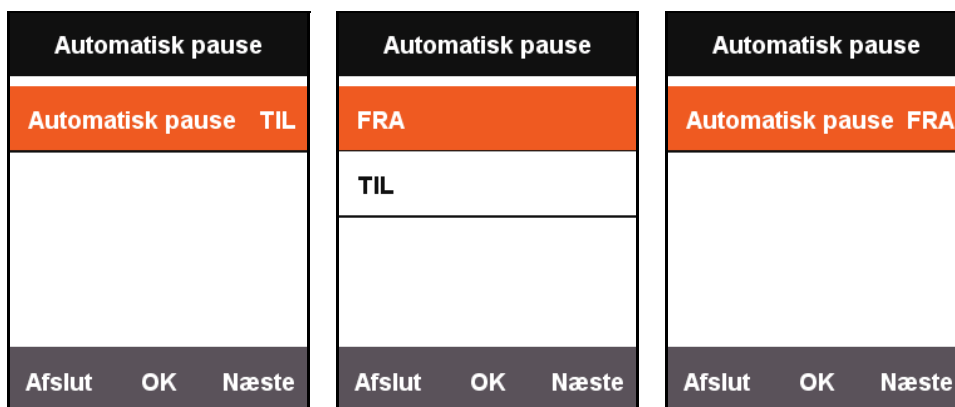 Automatisk pause
Automatisk pause TIL
Afslut OK Næste
Automatisk pause
FRA
TIL
Afslut OK Næste
Automatisk pause
Automatisk pause FRA
Afslut OK Næste